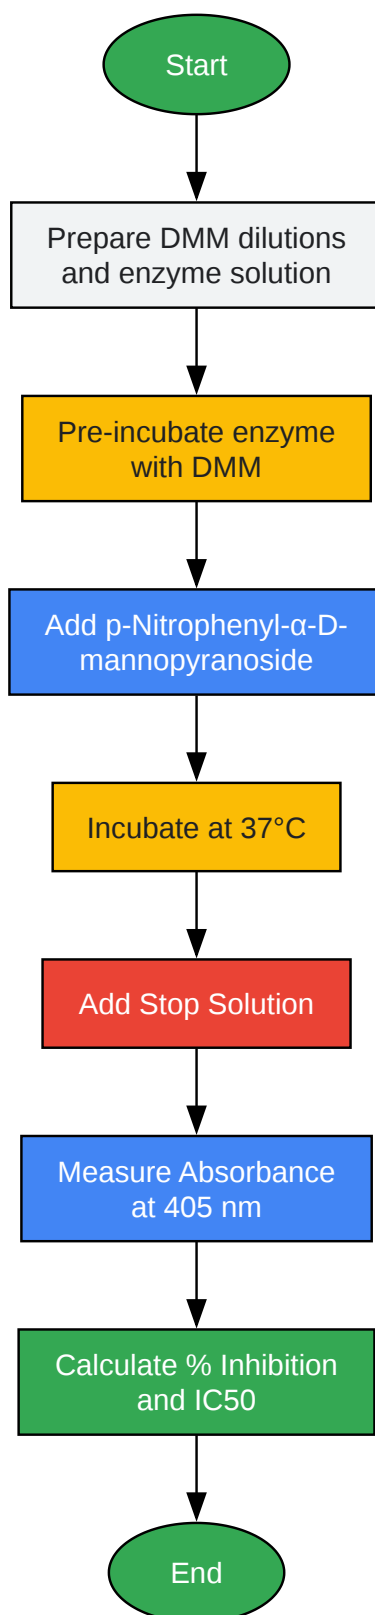 Start
Prepare DMM dilutions
and enzyme solution
Pre-incubate enzyme
with DMM
Add p-Nitrophenyl-α-D-
mannopyranoside
Incubate at 37°C
Add Stop Solution
Measure Absorbance
at 405 nm
Calculate % Inhibition
and IC50
End